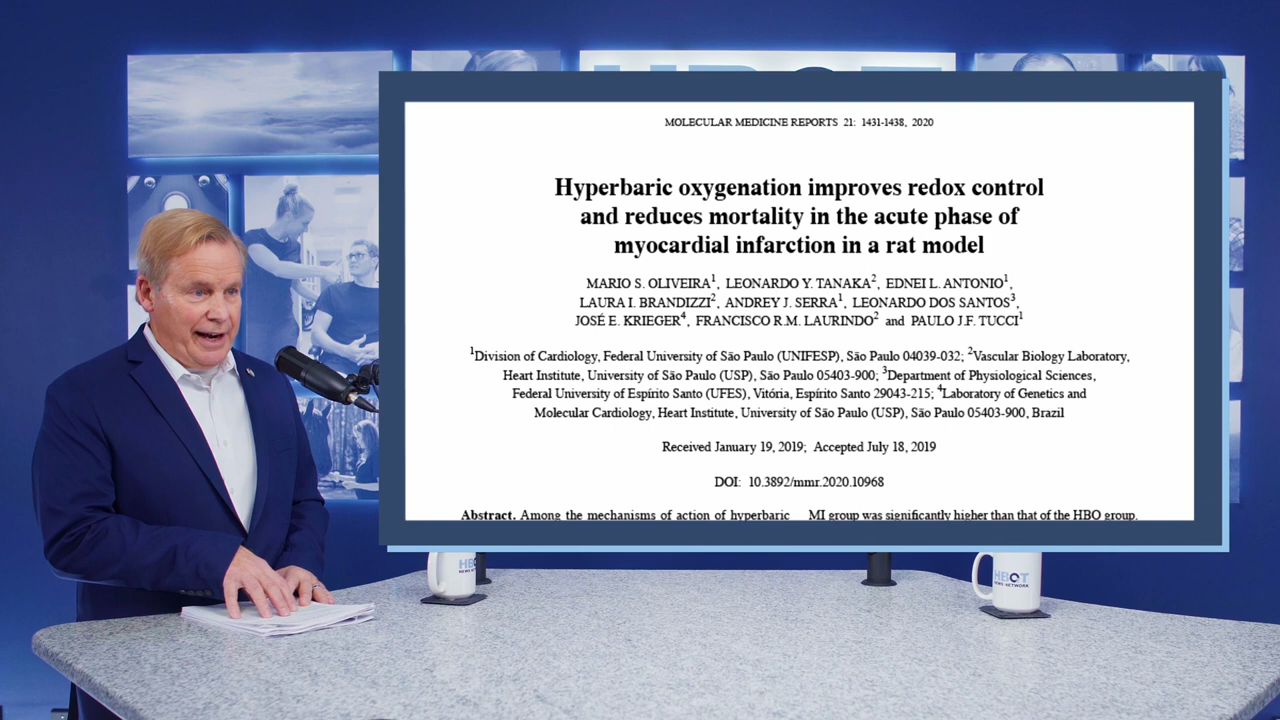 MOLECULAR MEDICINE REPORTS 21: 1431-1438, 2020
Hyperbaric oxygenation improves redox control
and reduces mortality in the acute phase of
myocardial infarction in a rat model
MARIO S. OLIVEIRA1, LEONARDO Y. TANAKA2, EDNEI L. ANTONIO1,
LAURA I. BRANDIZZI2, ANDREY J. SERRA1, LEONARDO DOS SANTOS3,
JOSÉ E. KRIEGER4, FRANCISCO R.M. LAURINDO2 and PAULO J.F. TUCCI1
1Division of Cardiology, Federal University of São Paulo (UNIFESP), São Paulo 04039-032; 2Vascular Biology Laboratory,
Heart Institute, University of São Paulo (USP), São Paulo 05403-900; 3Department of Physiological Sciences,
Federal University of Espírito Santo (UFES), Vitória, Espírito Santo 29043-215; 4Laboratory of Genetics and
Molecular Cardiology, Heart Institute, University of São Paulo (USP), São Paulo 05403-900, Brazil
Received January 19, 2019; Accepted July 18, 2019
DOI: 10.3892/mmr.2020.10968
Abstract. Among the mechanisms of action of hyperbaric
MI group was significantly higher than that of the HBO group.
HBOT
NEWS NETWORK